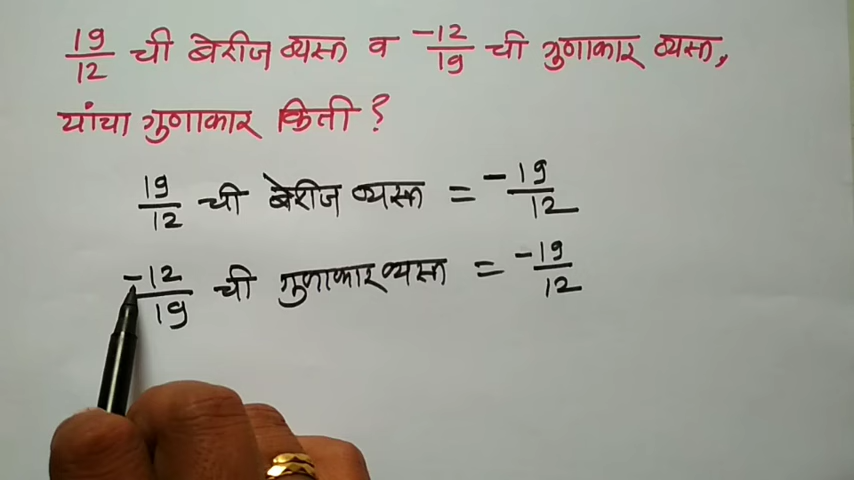 19/12 ची बेरीज व्यस्त व -12/19 ची गुणाकार व्यस्त,
यांचा गुणाकार किती ?
19/12 ची बेरीज व्यस्त = -19/12
-12/19 ची गुणाकार व्यस्त = -19/12